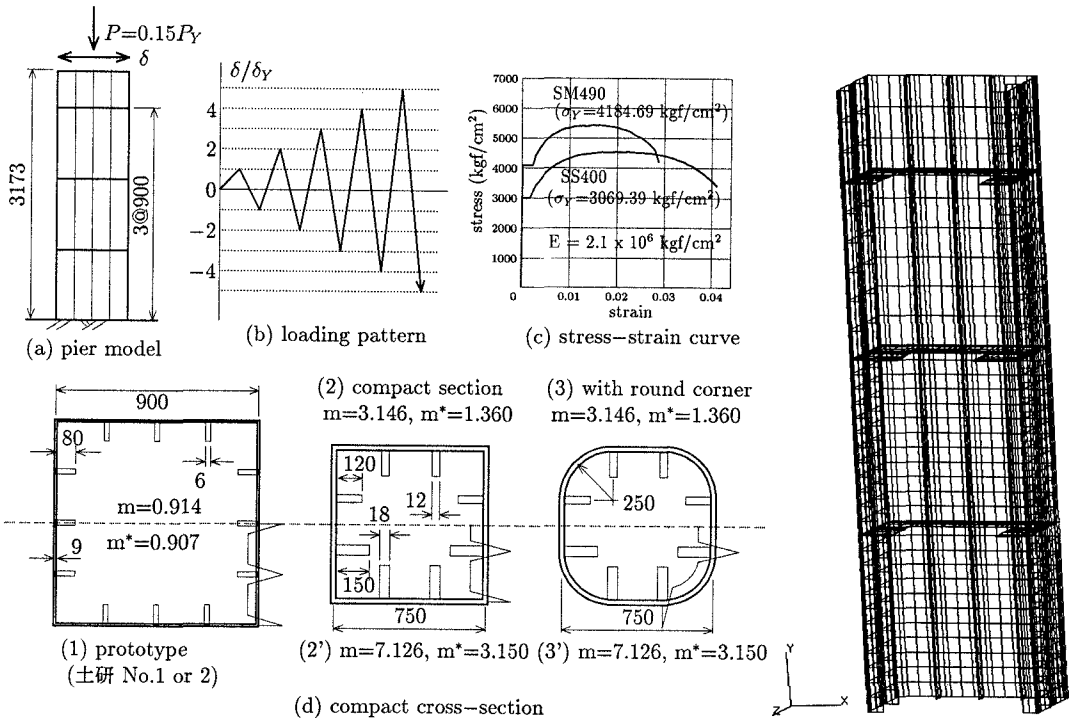 P=0.15P_Y
δ
3173
3@900
(a) pier model
δ/δ_Y
4
2
0
−2
−4
(b) loading pattern
7000
6000
5000
4000
3000
2000
1000
0
0.01
0.02
0.03
0.04
stress (kgf/cm²)
strain
SM490
(σ_Y=4184.69 kgf/cm²)
SS400
(σ_Y=3069.39 kgf/cm²)
E = 2.1 x 10⁶ kgf/cm²
(c) stress−strain curve
900
80
6
m=0.914
m*=0.907
9
(1) prototype
(土研 No.1 or 2)
(2) compact section
m=3.146, m*=1.360
120
12
18
150
750
(2') m=7.126, m*=3.150
(3) with round corner
m=3.146, m*=1.360
250
750
(3') m=7.126, m*=3.150
(d) compact cross−section
Y
Z
X